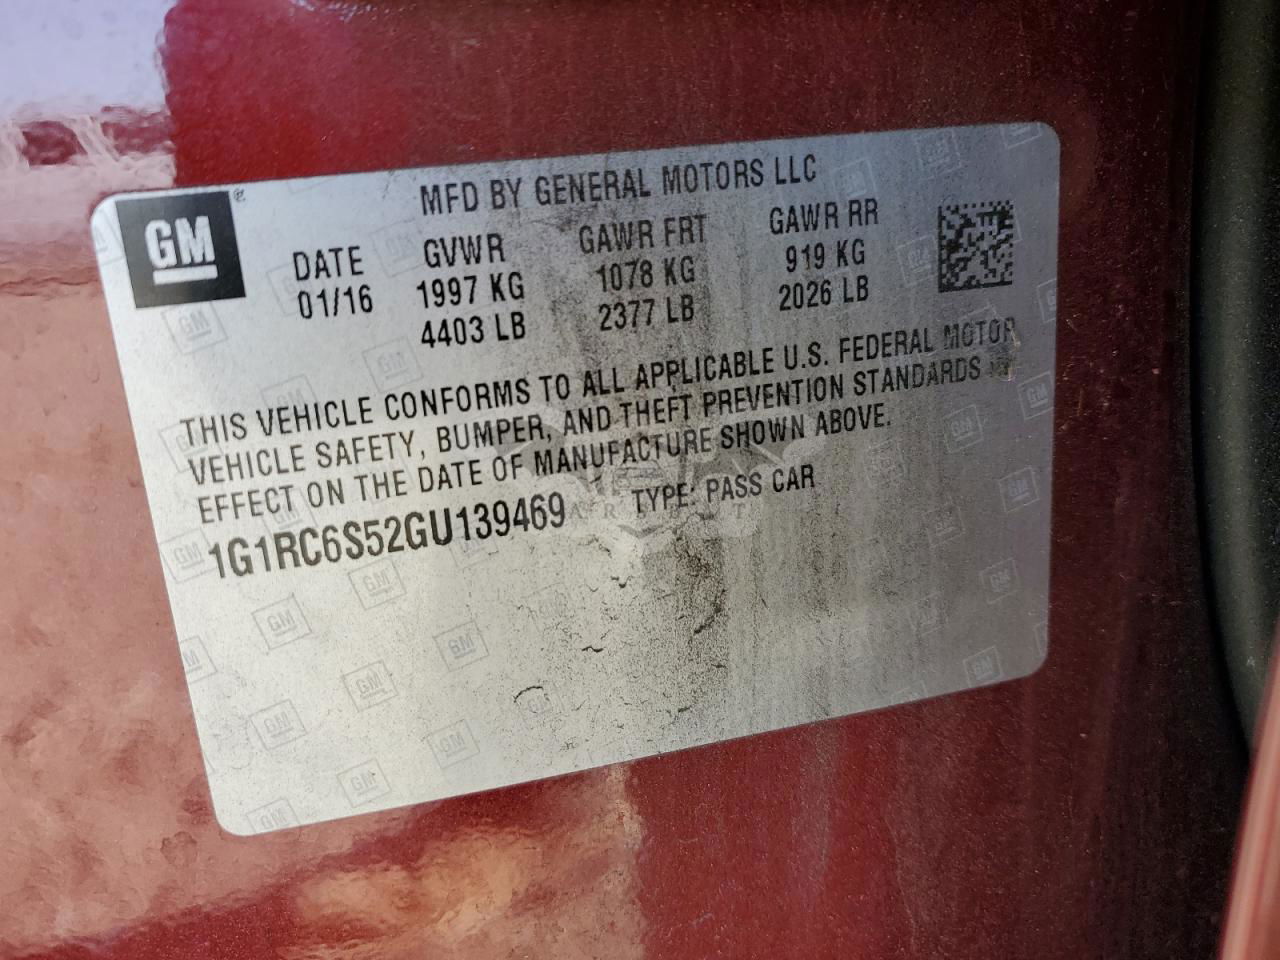 GM
MFD BY GENERAL MOTORS LLC
DATE GVWR GAWR FRT GAWR RR
01/16 1997 KG 1078 KG 919 KG
4403 LB 2377 LB 2026 LB
THIS VEHICLE CONFORMS TO ALL APPLICABLE U.S. FEDERAL MOTOR
VEHICLE SAFETY, BUMPER, AND THEFT PREVENTION STANDARDS
EFFECT ON THE DATE OF MANUFACTURE SHOWN ABOVE.
1G1RC6S52GU139469 TYPE: PASS CAR